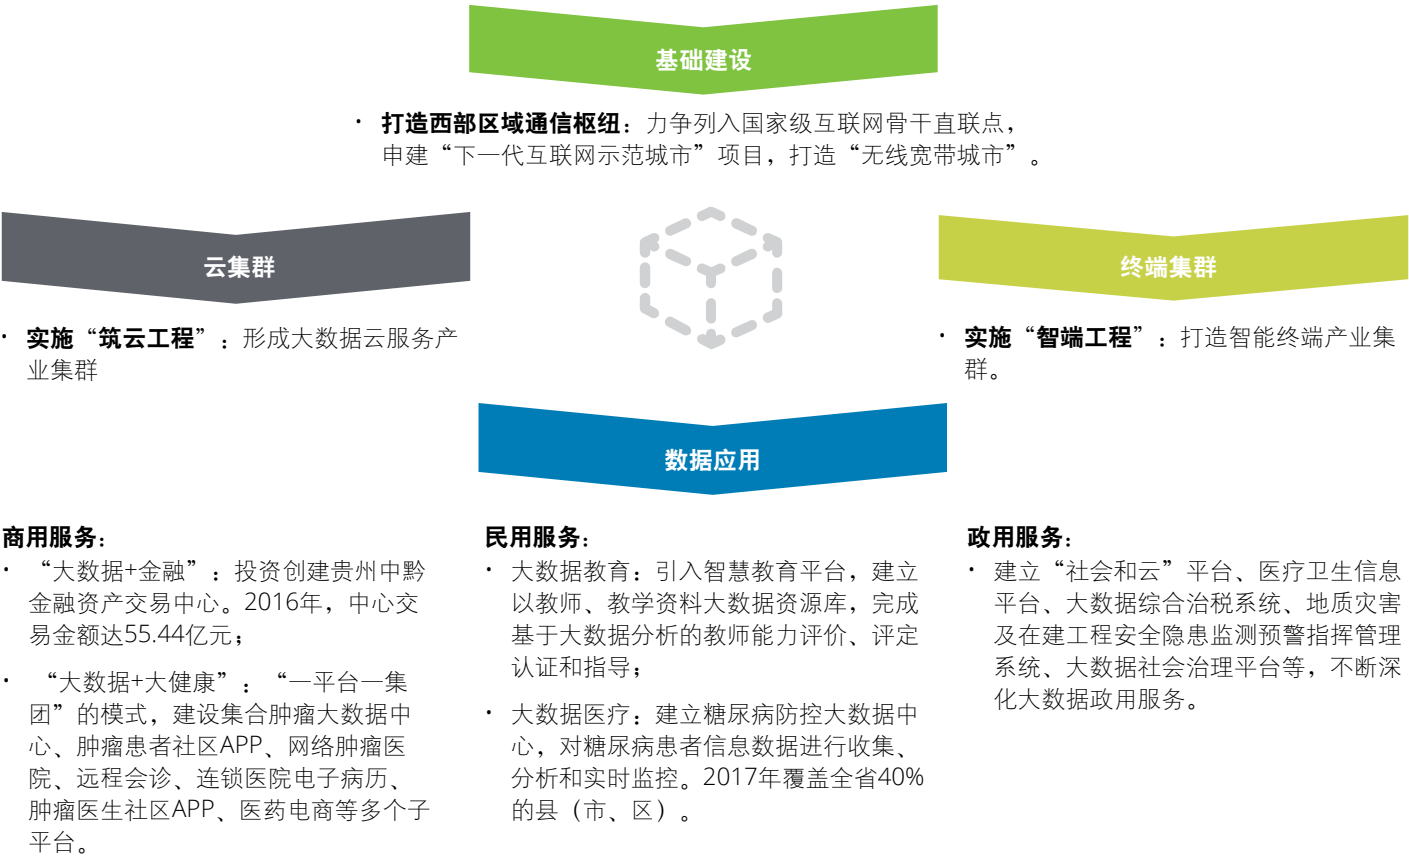 基础建设
· 打造西部区域通信枢纽：力争列入国家级互联网骨干直联点，
申建“下一代互联网示范城市”项目，打造“无线宽带城市”。
云集群
· 实施“筑云工程”：形成大数据云服务产
业集群
终端集群
· 实施“智端工程”：打造智能终端产业集
群。
数据应用
商用服务：
· “大数据+金融”：投资创建贵州中黔
金融资产交易中心。2016年，中心交
易金额达55.44亿元；
· “大数据+大健康”：“一平台一集
团”的模式，建设集合肿瘤大数据中
心、肿瘤患者社区APP、网络肿瘤医
院、远程会诊、连锁医院电子病历、
肿瘤医生社区APP、医药电商等多个子
平台。
民用服务：
· 大数据教育：引入智慧教育平台，建立
以教师、教学资料大数据资源库，完成
基于大数据分析的教师能力评价、评定
认证和指导；
· 大数据医疗：建立糖尿病防控大数据中
心，对糖尿病患者信息数据进行收集、
分析和实时监控。2017年覆盖全省40%
的县（市、区）。
政用服务：
· 建立“社会和云”平台、医疗卫生信息
平台、大数据综合治税系统、地质灾害
及在建工程安全隐患监测预警指挥管理
系统、大数据社会治理平台等，不断深
化大数据政用服务。